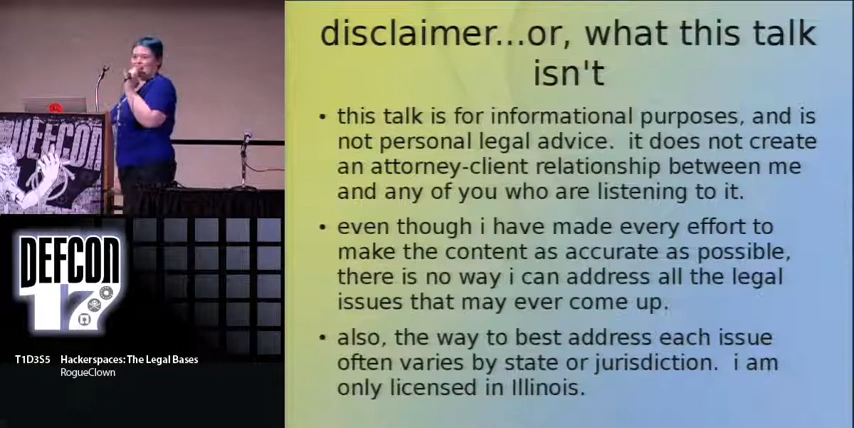 disclaimer...or, what this talk
isn't
• this talk is for informational purposes, and is
not personal legal advice.  it does not create
an attorney-client relationship between me
and any of you who are listening to it.
• even though i have made every effort to
make the content as accurate as possible,
there is no way i can address all the legal
issues that may ever come up.
• also, the way to best address each issue
often varies by state or jurisdiction.  i am
only licensed in Illinois.
DEFCON
DEFCON
17
T1D3S5 Hackerspaces: The Legal Bases
RogueClown